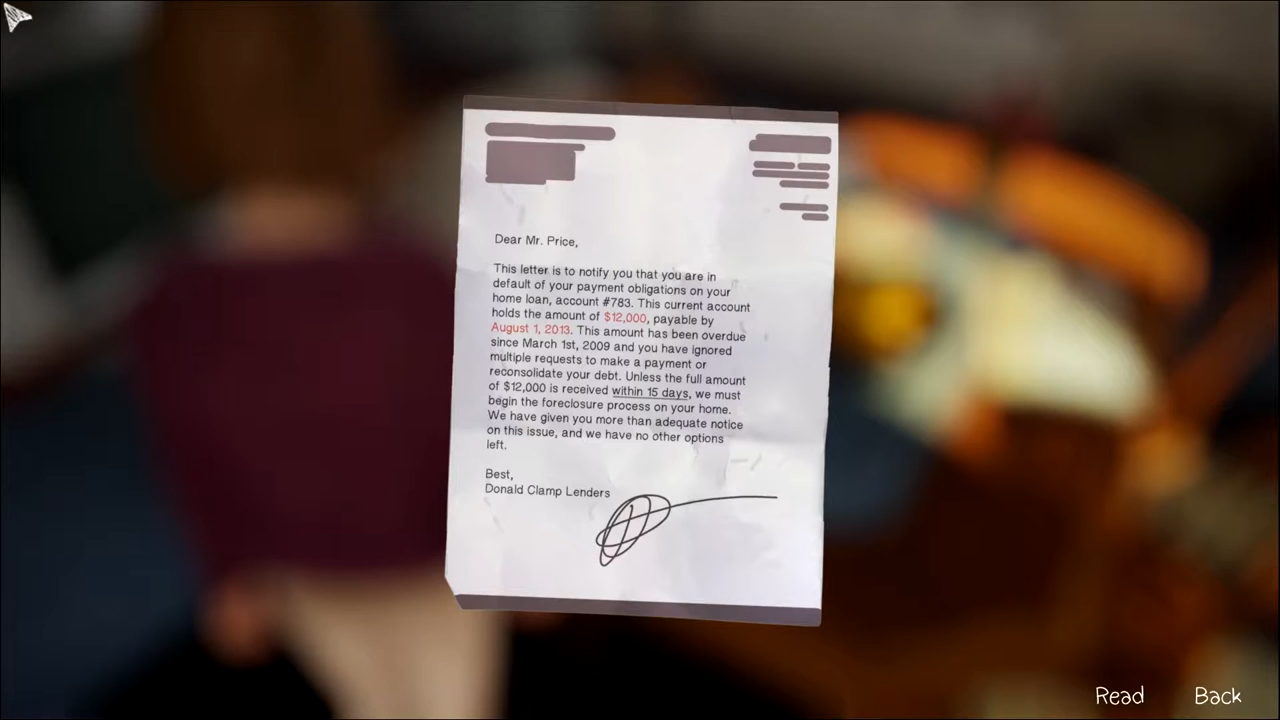 Dear Mr. Price,
This letter is to notify you that you are in
default of your payment obligations on your
home loan, account #783. This current account
holds the amount of $12,000, payable by
August 1, 2013. This amount has been overdue
since March 1st, 2009 and you have ignored
multiple requests to make a payment or
reconsolidate your debt. Unless the full amount
of $12,000 is received within 15 days, we must
begin the foreclosure process on your home.
We have given you more than adequate notice
on this issue, and we have no other options
left.
Best,
Donald Clamp Lenders
Read
Back